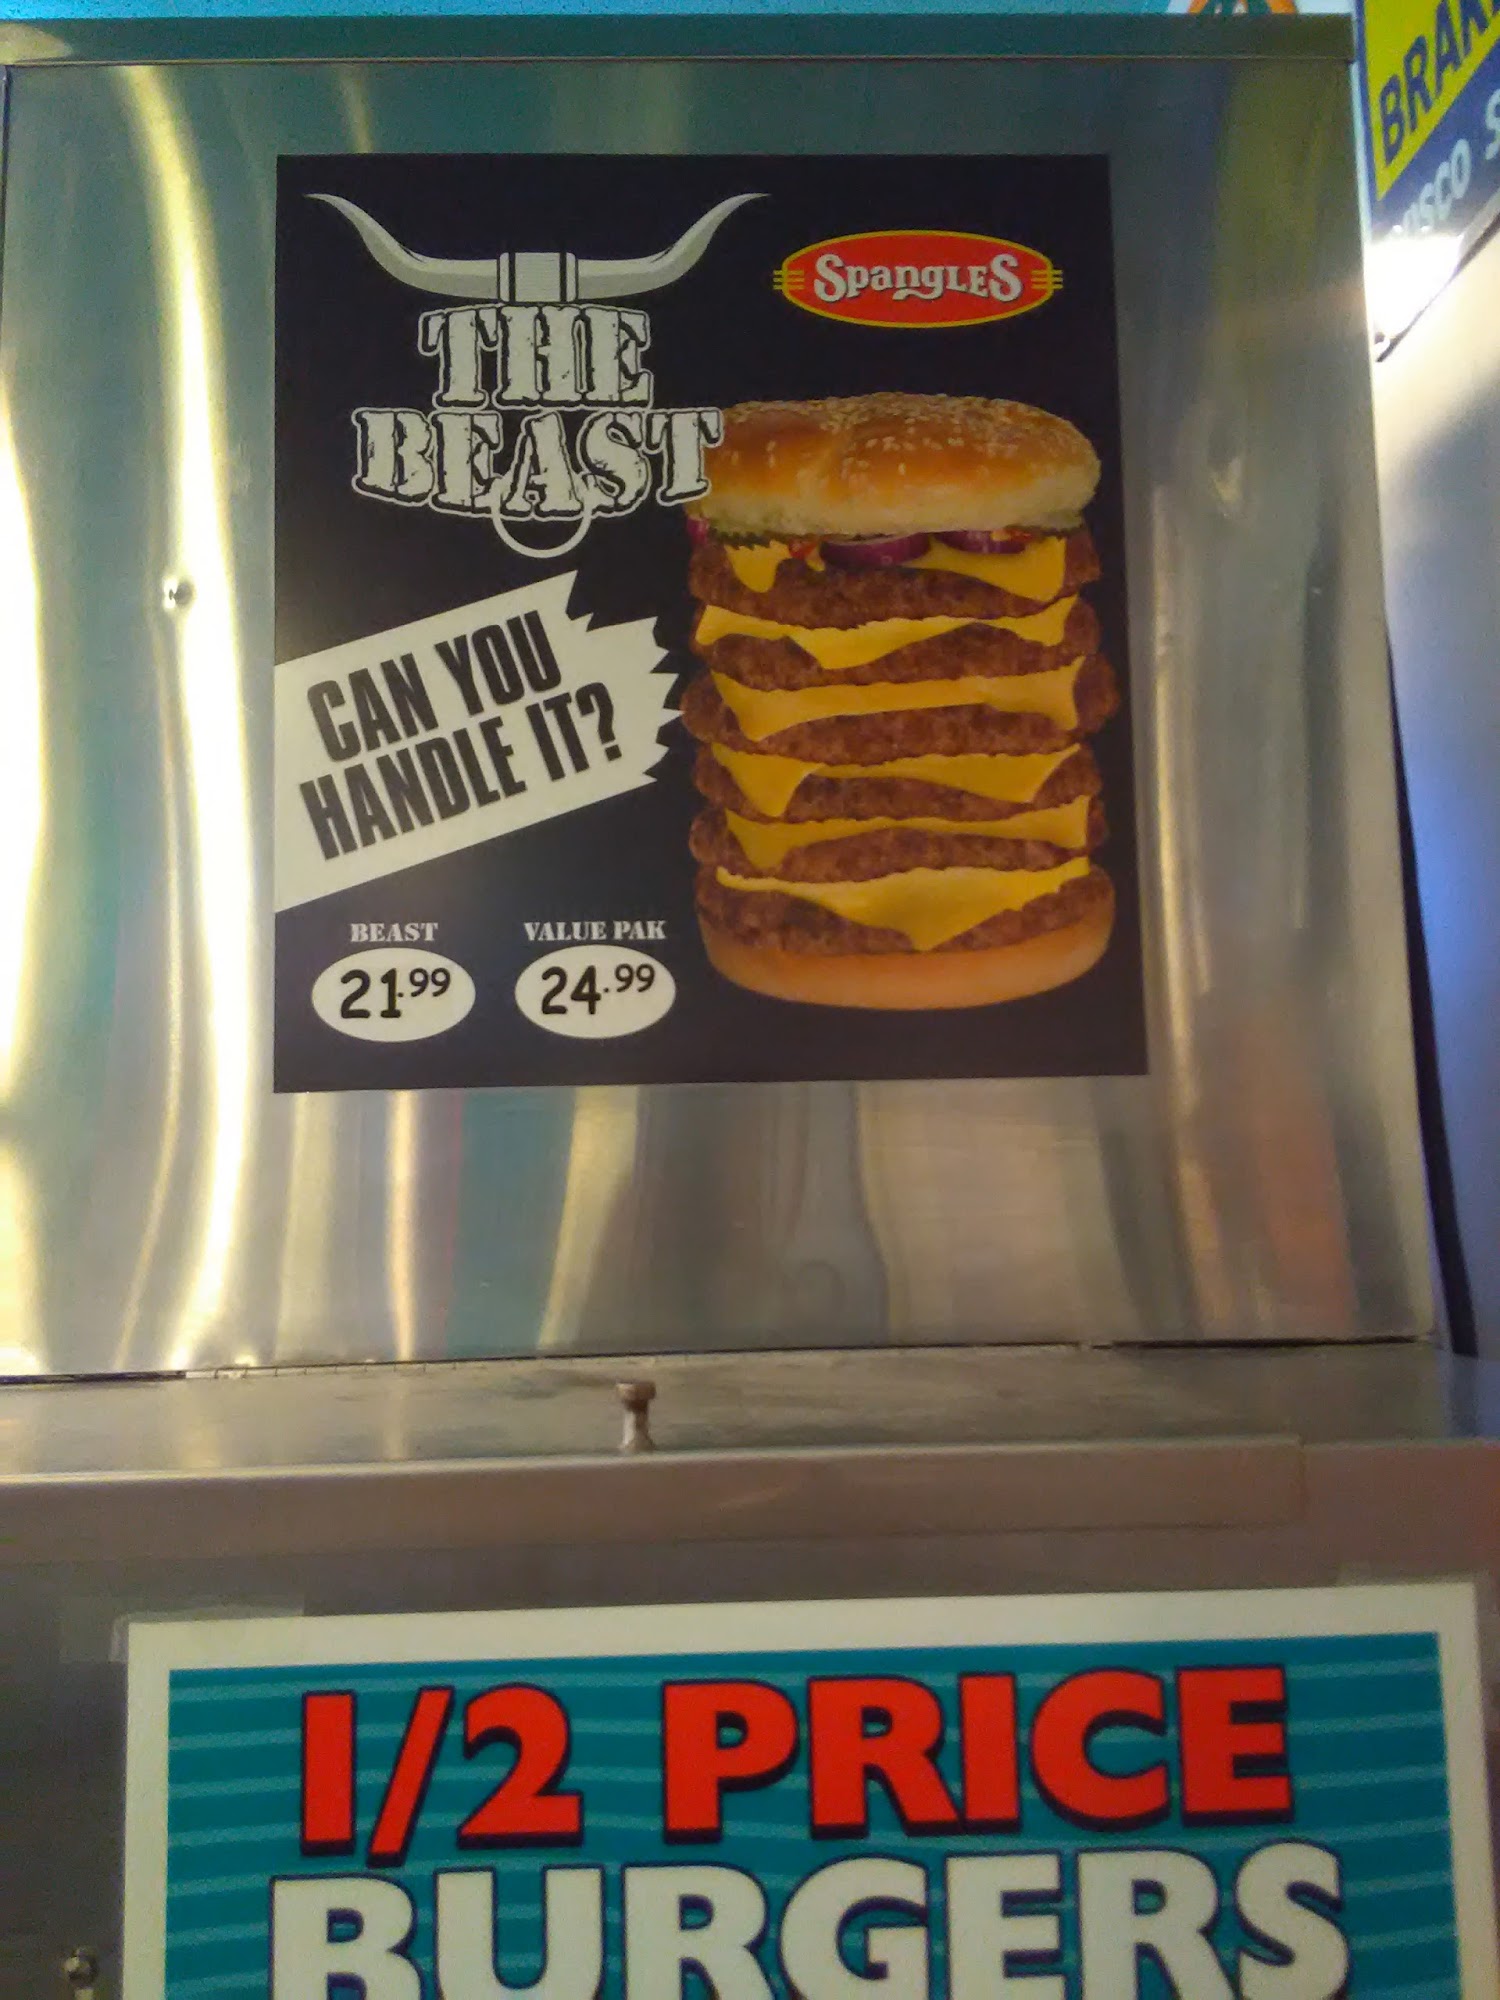 THE
BEAST
SpangleS
CAN YOU
HANDLE IT?
BEAST
21.99
VALUE PAK
24.99
1/2 PRICE
BURGERS